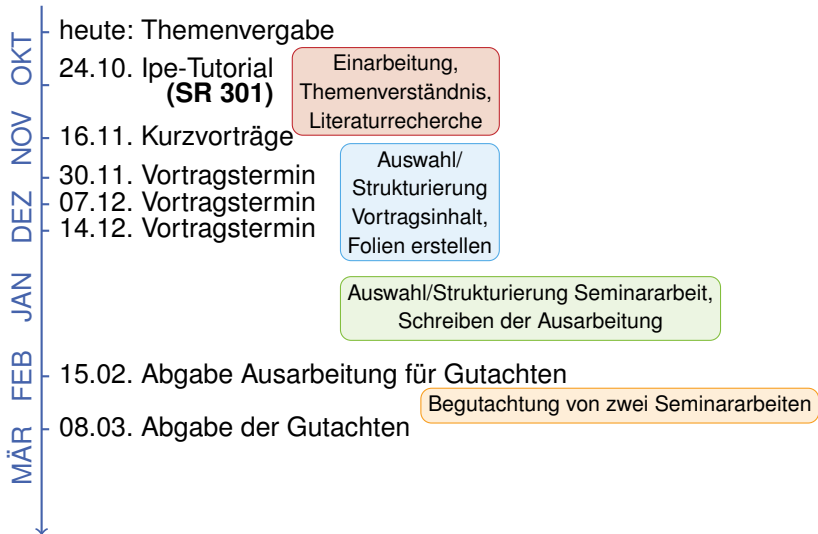 OKT
NOV
DEZ
JAN
FEB
MÄR
heute: Themenvergabe
24.10. Ipe-Tutorial
(SR 301)
Einarbeitung,
Themenverständnis,
Literaturrecherche
16.11. Kurzvorträge
30.11. Vortragstermin
07.12. Vortragstermin
14.12. Vortragstermin
Auswahl/
Strukturierung
Vortragsinhalt,
Folien erstellen
Auswahl/Strukturierung Seminararbeit,
Schreiben der Ausarbeitung
15.02. Abgabe Ausarbeitung für Gutachten
Begutachtung von zwei Seminararbeiten
08.03. Abgabe der Gutachten